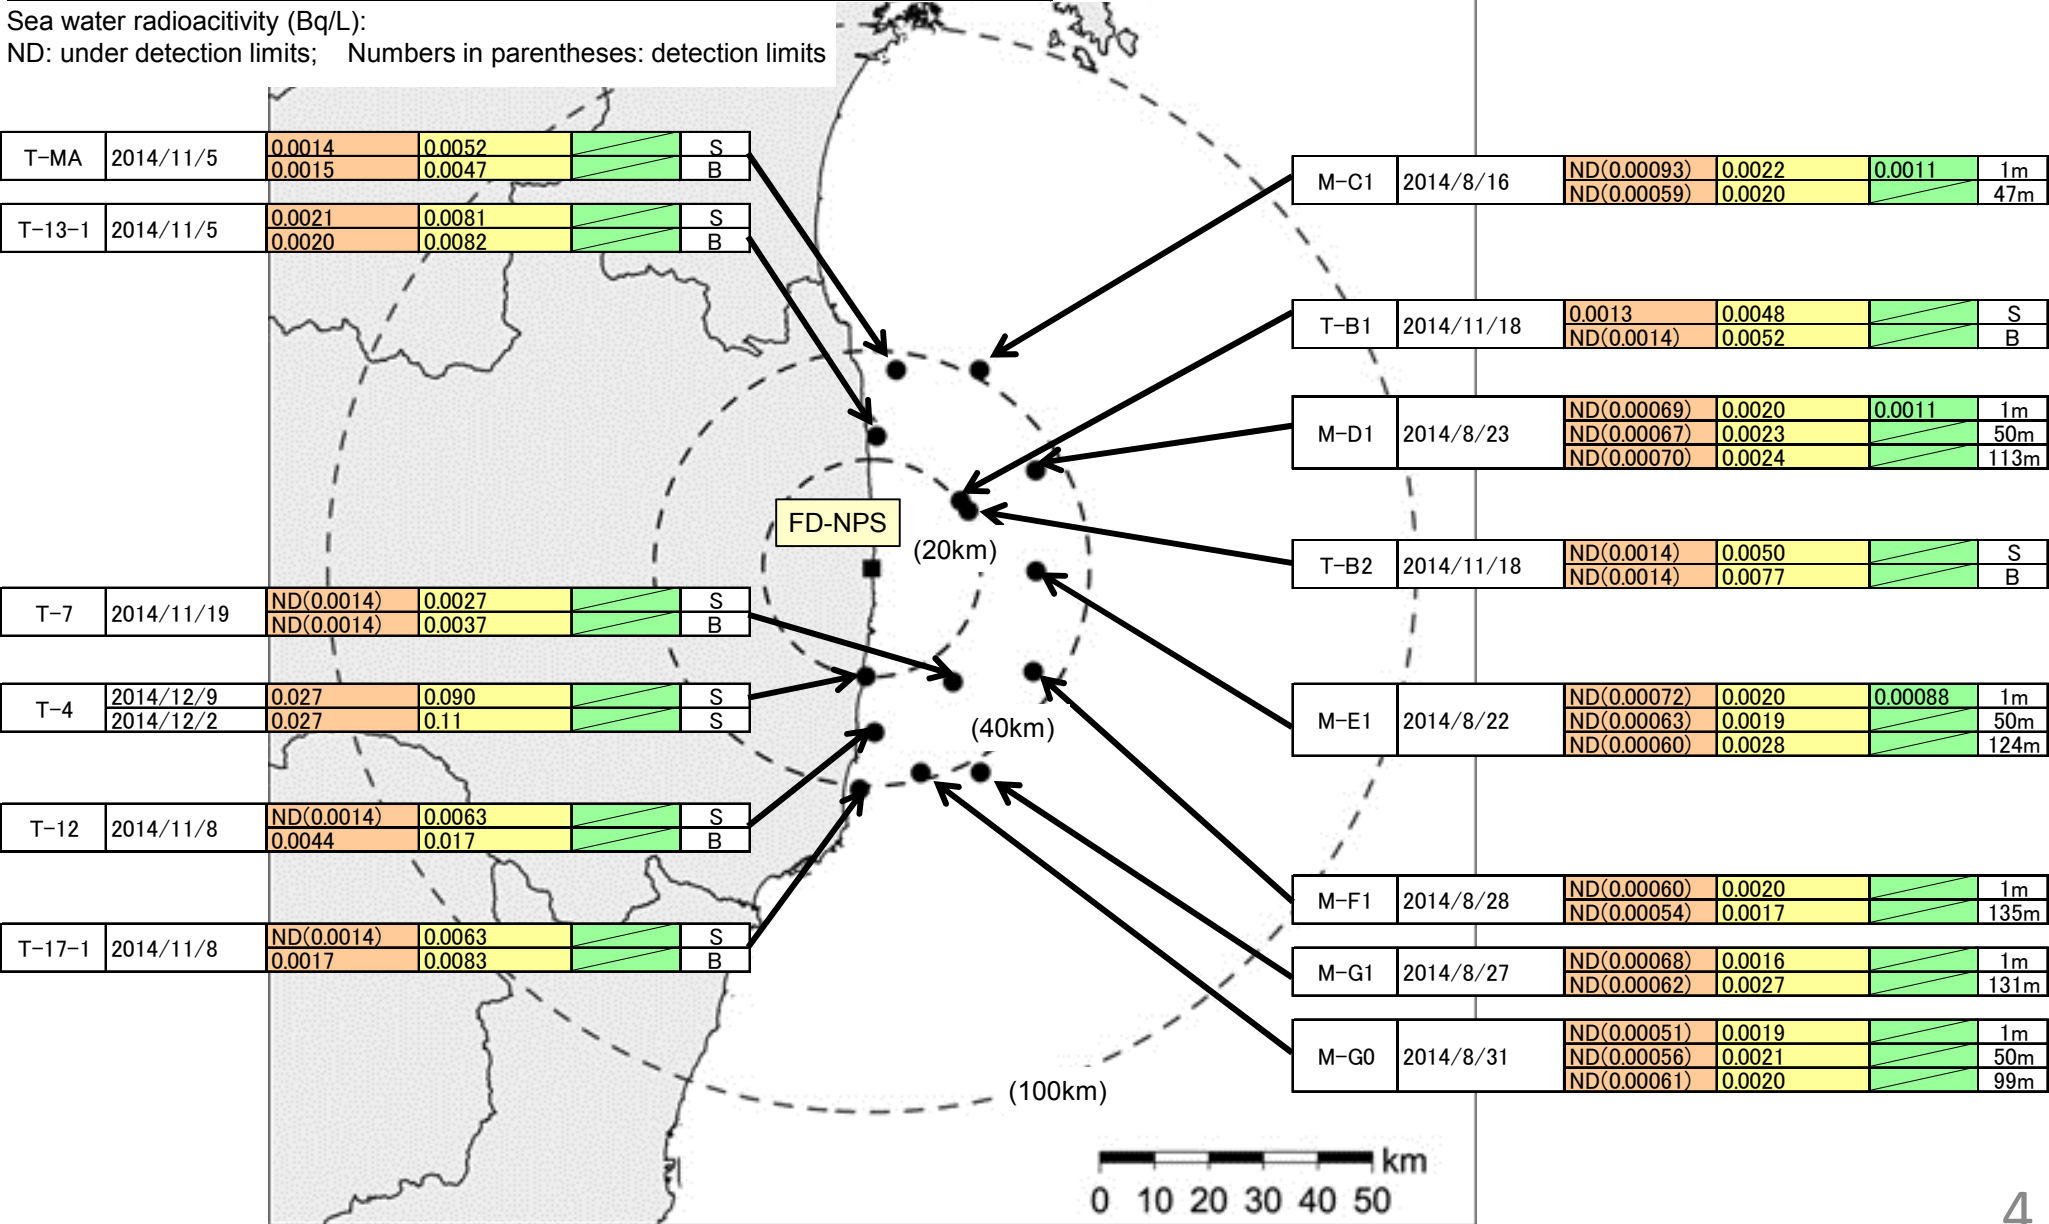 Sea water radioacitivity (Bq/L):
ND: under detection limits; Numbers in parentheses: detection limits
T-MA 2014/11/5 0.0014 0.0052 S
0.0015 0.0047 B
T-13-1 2014/11/5 0.0021 0.0081 S
0.0020 0.0082 B
T-7 2014/11/19 ND(0.0014) 0.0027 S
ND(0.0014) 0.0037 B
T-4 2014/12/9 0.027 0.090 S
2014/12/2 0.027 0.11 S
T-12 2014/11/8 ND(0.0014) 0.0063 S
0.0044 0.017 B
T-17-1 2014/11/8 ND(0.0014) 0.0063 S
0.0017 0.0083 B
FD-NPS
(20km)
(40km)
(100km)
M-C1 2014/8/16 ND(0.00093) 0.0022 0.0011 1m
ND(0.00059) 0.0020 47m
T-B1 2014/11/18 0.0013 0.0048 S
ND(0.0014) 0.0052 B
M-D1 2014/8/23 ND(0.00069) 0.0020 0.0011 1m
ND(0.00067) 0.0023 50m
ND(0.00070) 0.0024 113m
T-B2 2014/11/18 ND(0.0014) 0.0050 S
ND(0.0014) 0.0077 B
M-E1 2014/8/22 ND(0.00072) 0.0020 0.00088 1m
ND(0.00063) 0.0019 50m
ND(0.00060) 0.0028 124m
M-F1 2014/8/28 ND(0.00060) 0.0020 1m
ND(0.00054) 0.0017 135m
M-G1 2014/8/27 ND(0.00068) 0.0016 1m
ND(0.00062) 0.0027 131m
M-G0 2014/8/31 ND(0.00051) 0.0019 1m
ND(0.00056) 0.0021 50m
ND(0.00061) 0.0020 99m
km
0 10 20 30 40 50
4